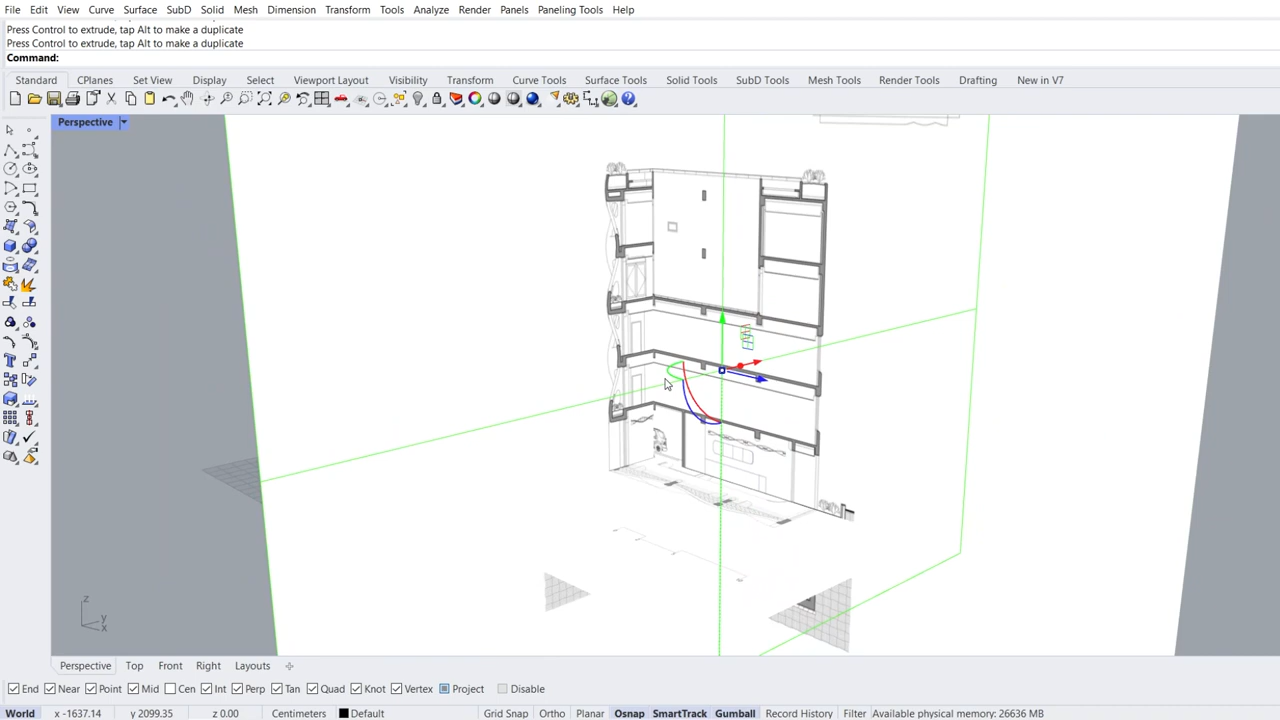 File Edit View Curve Surface SubD Solid Mesh Dimension Transform Tools Analyze Render Panels Paneling Tools Help
Press Control to extrude, tap Alt to make a duplicate
Press Control to extrude, tap Alt to make a duplicate
Command:
Standard CPlanes Set View Display Select Viewport Layout Visibility Transform Curve Tools Surface Tools Solid Tools SubD Tools Mesh Tools Render Tools Drafting New in V7
Perspective
z
y
x
Perspective Top Front Right Layouts
End Near Point Mid Cen Int Perp Tan Quad Knot Vertex Project Disable
World x -1637.14 y 2099.35 z 0.00 Centimeters Default Grid Snap Ortho Planar Osnap SmartTrack Gumball Record History Filter Available physical memory: 26636 MB